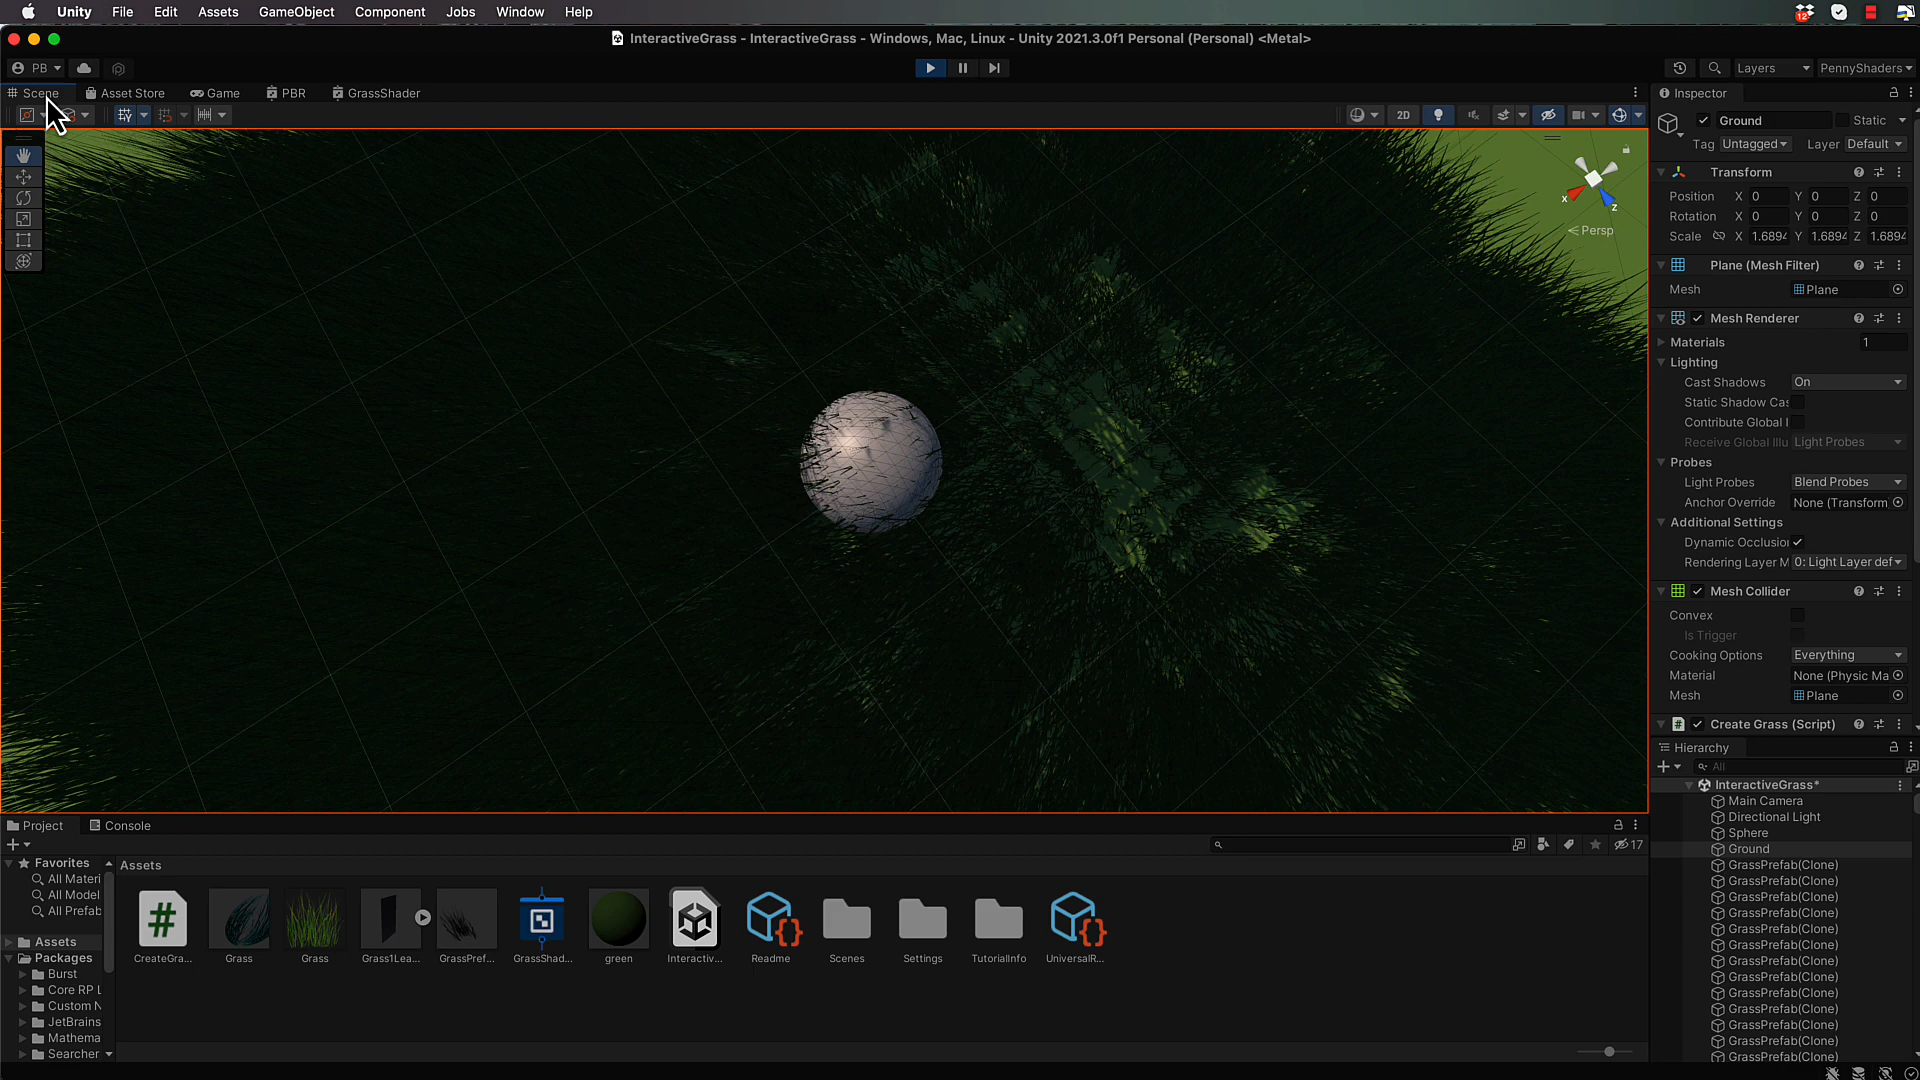 Unity File Edit Assets GameObject Component Jobs Window Help
12
InteractiveGrass - InteractiveGrass - Windows, Mac, Linux - Unity 2021.3.0f1 Personal (Personal) <Metal>
PB
Layers
PennyShaders
Scene
Asset Store
Game
PBR
GrassShader
2D
x
z
Persp
Inspector
Ground
Static
Tag Untagged
Layer Default
Transform
Position X 0 Y 0 Z 0
Rotation X 0 Y 0 Z 0
Scale X 1.6894 Y 1.6894 Z 1.6894
Plane (Mesh Filter)
Mesh Plane
Mesh Renderer
Materials 1
Lighting
Cast Shadows On
Static Shadow Cas
Contribute Global I
Receive Global Illu Light Probes
Probes
Light Probes Blend Probes
Anchor Override None (Transform
Additional Settings
Dynamic Occlusion
Rendering Layer M 0: Light Layer def
Mesh Collider
Convex
Is Trigger
Cooking Options Everything
Material None (Physic Ma
Mesh Plane
Create Grass (Script)
Hierarchy
All
InteractiveGrass*
Main Camera
Directional Light
Sphere
Ground
GrassPrefab(Clone)
GrassPrefab(Clone)
GrassPrefab(Clone)
GrassPrefab(Clone)
GrassPrefab(Clone)
GrassPrefab(Clone)
GrassPrefab(Clone)
GrassPrefab(Clone)
GrassPrefab(Clone)
GrassPrefab(Clone)
GrassPrefab(Clone)
GrassPrefab(Clone)
GrassPrefab(Clone)
Project
Console
17
Favorites
All Materi
All Model
All Prefab
Assets
Packages
Burst
Core RP L
Custom N
JetBrains
Mathema
Searcher
Assets
CreateGra...
Grass
Grass
Grass1Lea...
GrassPref...
GrassShad...
green
Interactiv...
Readme
Scenes
Settings
TutorialInfo
UniversalR...